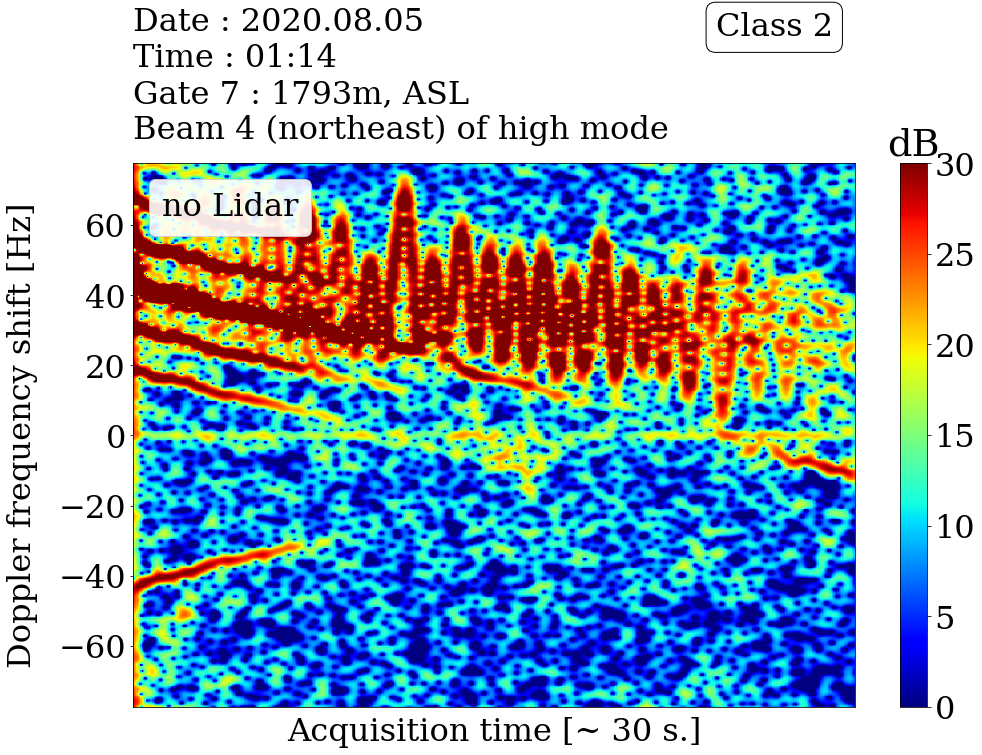 Date : 2020.08.05
Time : 01:14
Gate 7 : 1793m, ASL
Beam 4 (northeast) of high mode
Class 2
dB
no Lidar
Doppler frequency shift [Hz]
60
40
20
0
−20
−40
−60
30
25
20
15
10
5
0
Acquisition time [~ 30 s.]